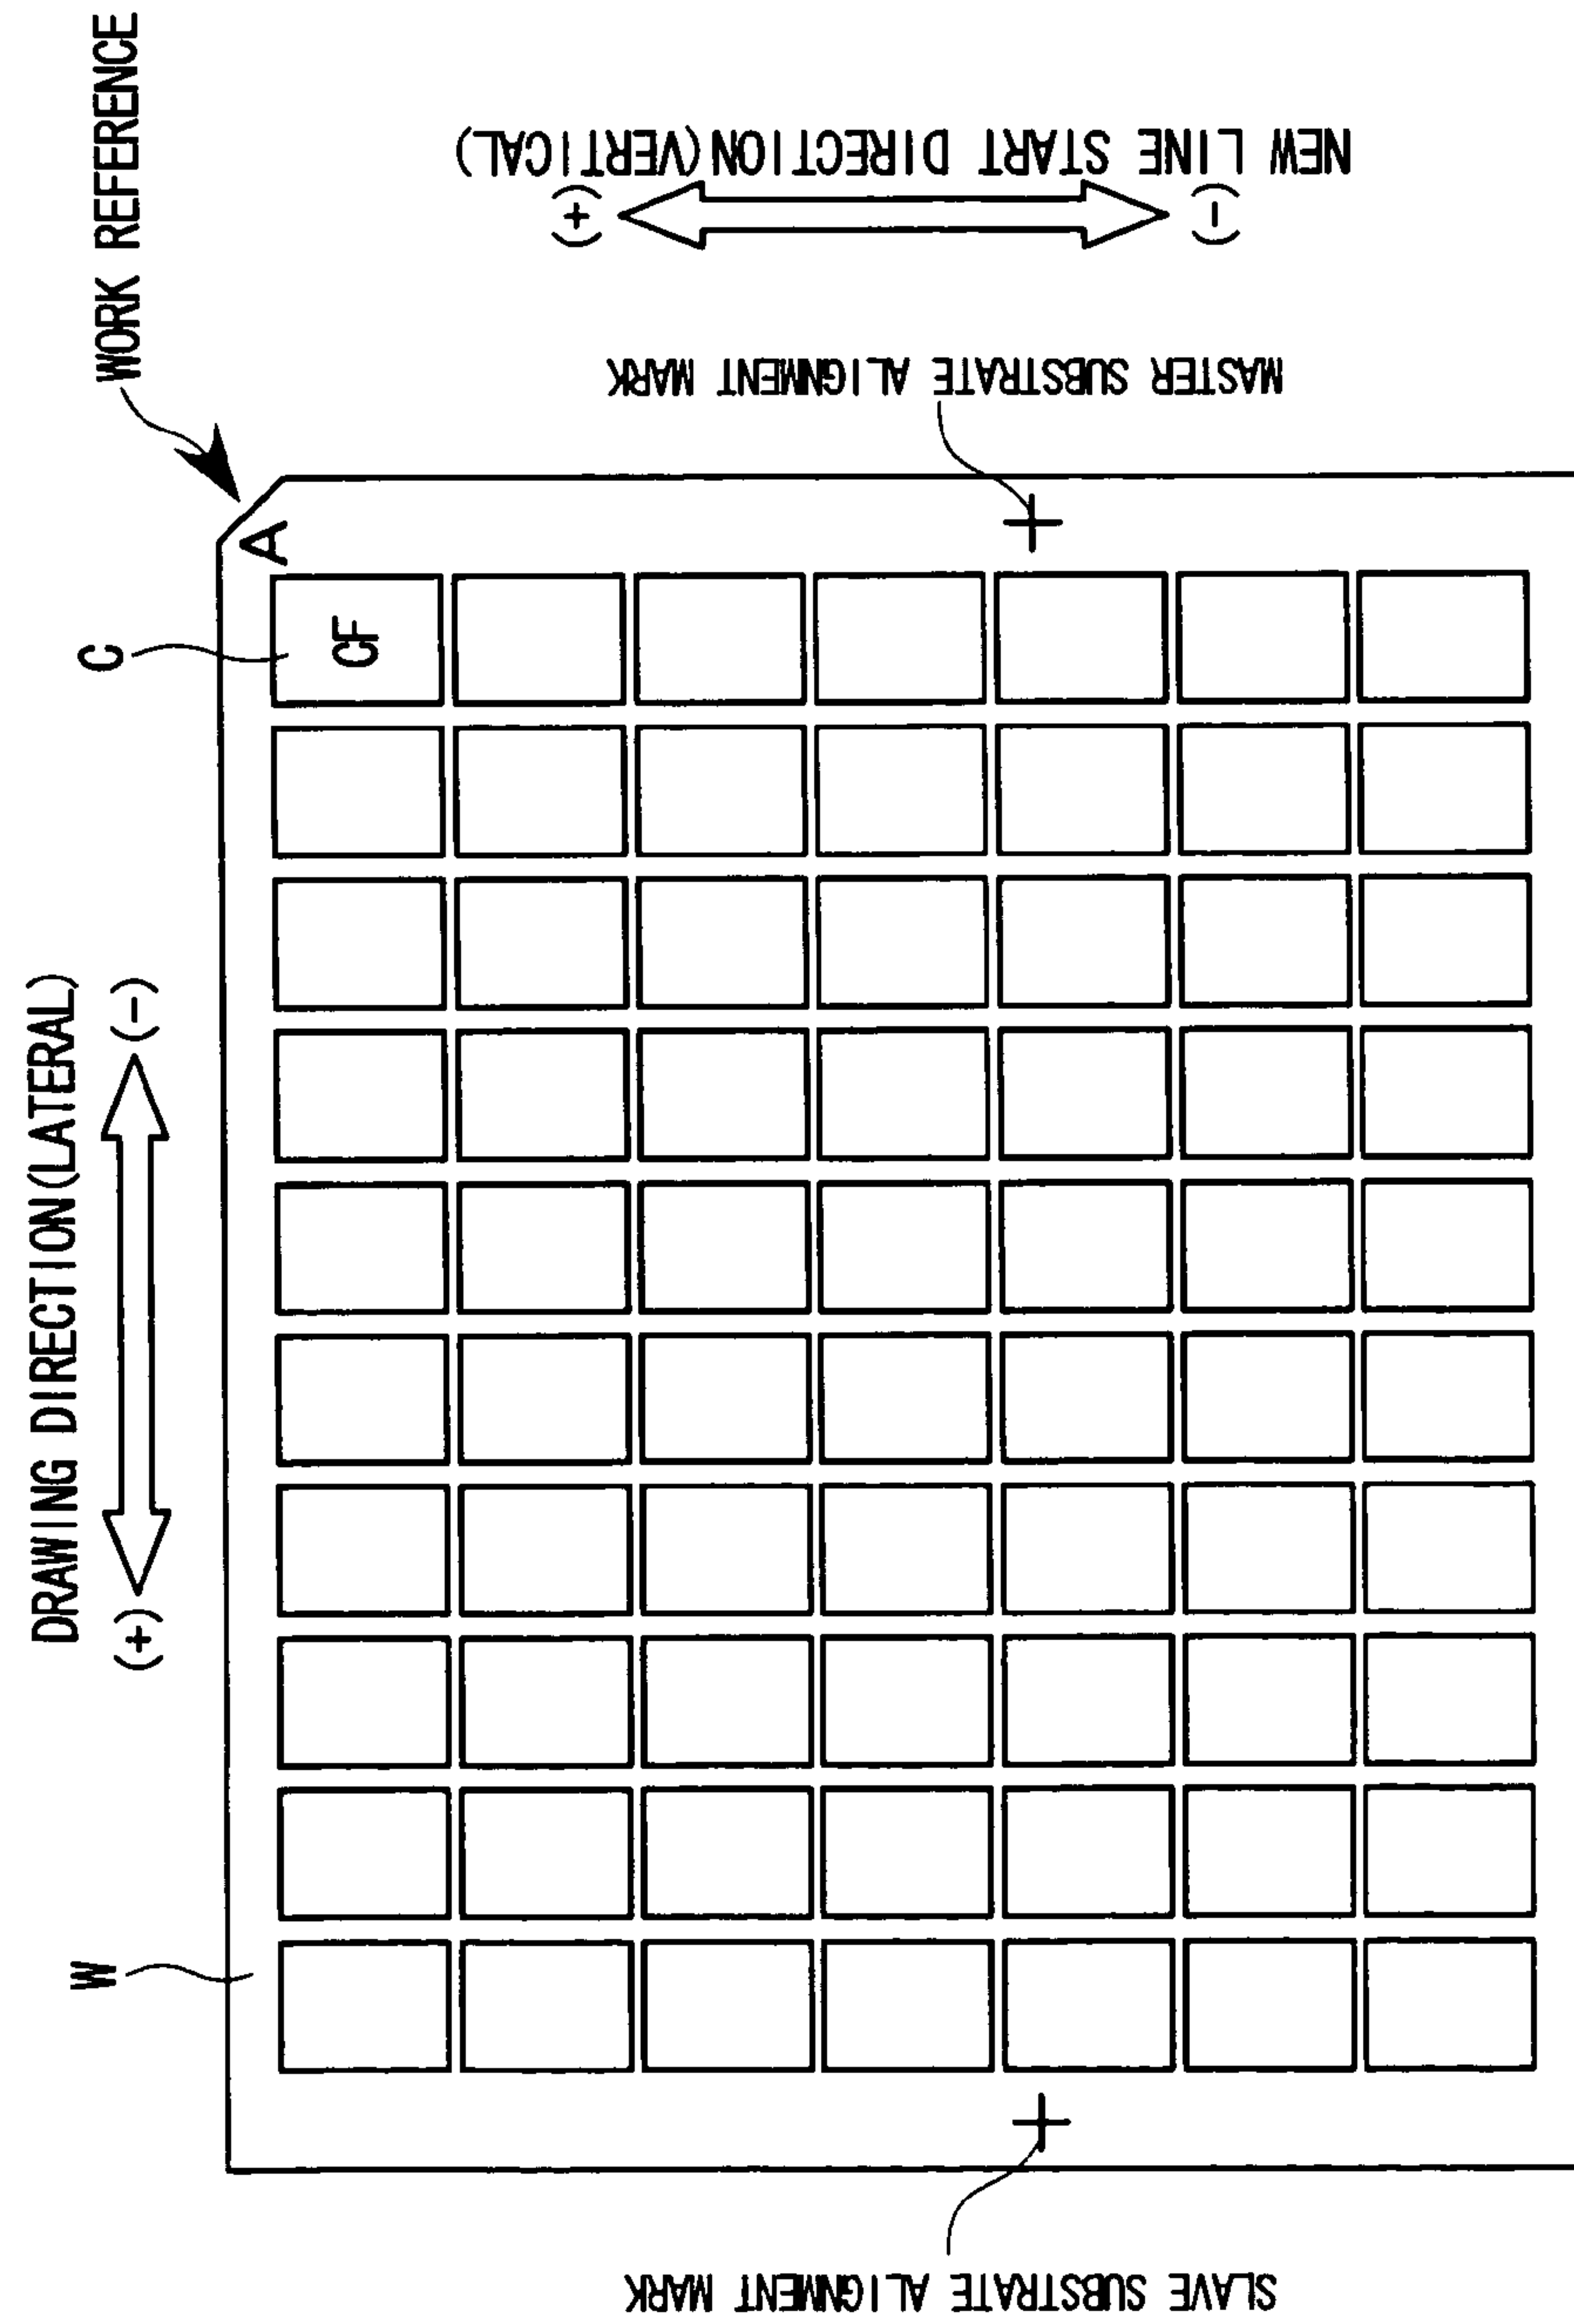 DRAWING DIRECTION(LATERAL)
(+)
(-)
W
C
WORK REFERENCE
A
CF
SLAVE SUBSTRATE ALIGNMENT MARK
MASTER SUBSTRATE ALIGNMENT MARK
(+)
(-)
NEW LINE START DIRECTION(VERTICAL)